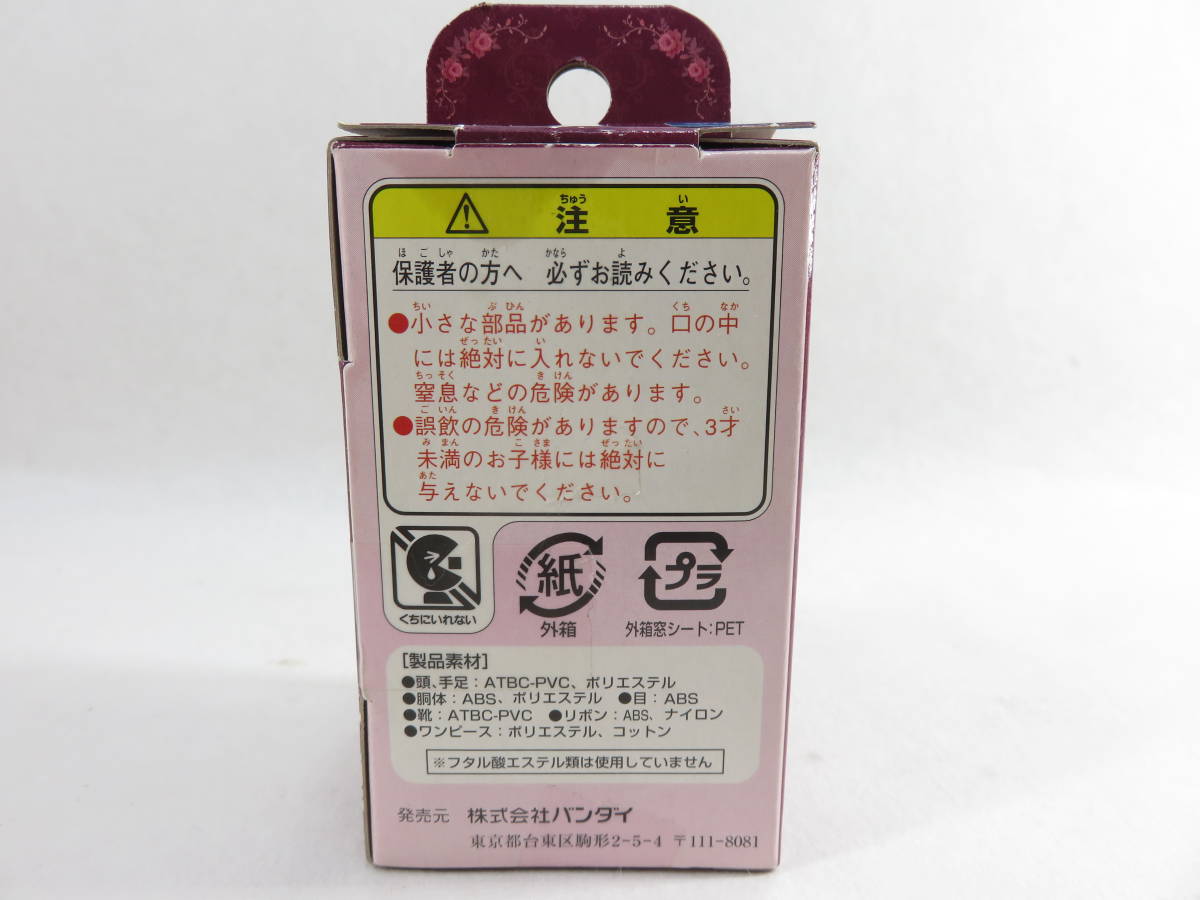 注意
ちゅう い
保護者の方へ 必ずお読みください。
ほ ご しゃ かた かなら よ
●小さな部品があります。口の中
ちい ぶ ひん くち なか
には絶対に入れないでください。
ぜっ たい い
窒息などの危険があります。
ちっ そく き けん
●誤飲の危険がありますので、3才
ご いん き けん さい
未満のお子様には絶対に
み まん こ さま ぜっ たい
与えないでください。
あた
くちにいれない
紙
外箱
プラ
外箱窓シート:PET
[製品素材]
●頭、手足:ATBC-PVC、ポリエステル
●胴体:ABS、ポリエステル ●目:ABS
●靴:ATBC-PVC ●リボン:ABS、ナイロン
●ワンピース:ポリエステル、コットン
※フタル酸エステル類は使用していません
発売元 株式会社バンダイ
東京都台東区駒形2-5-4 〒111-8081